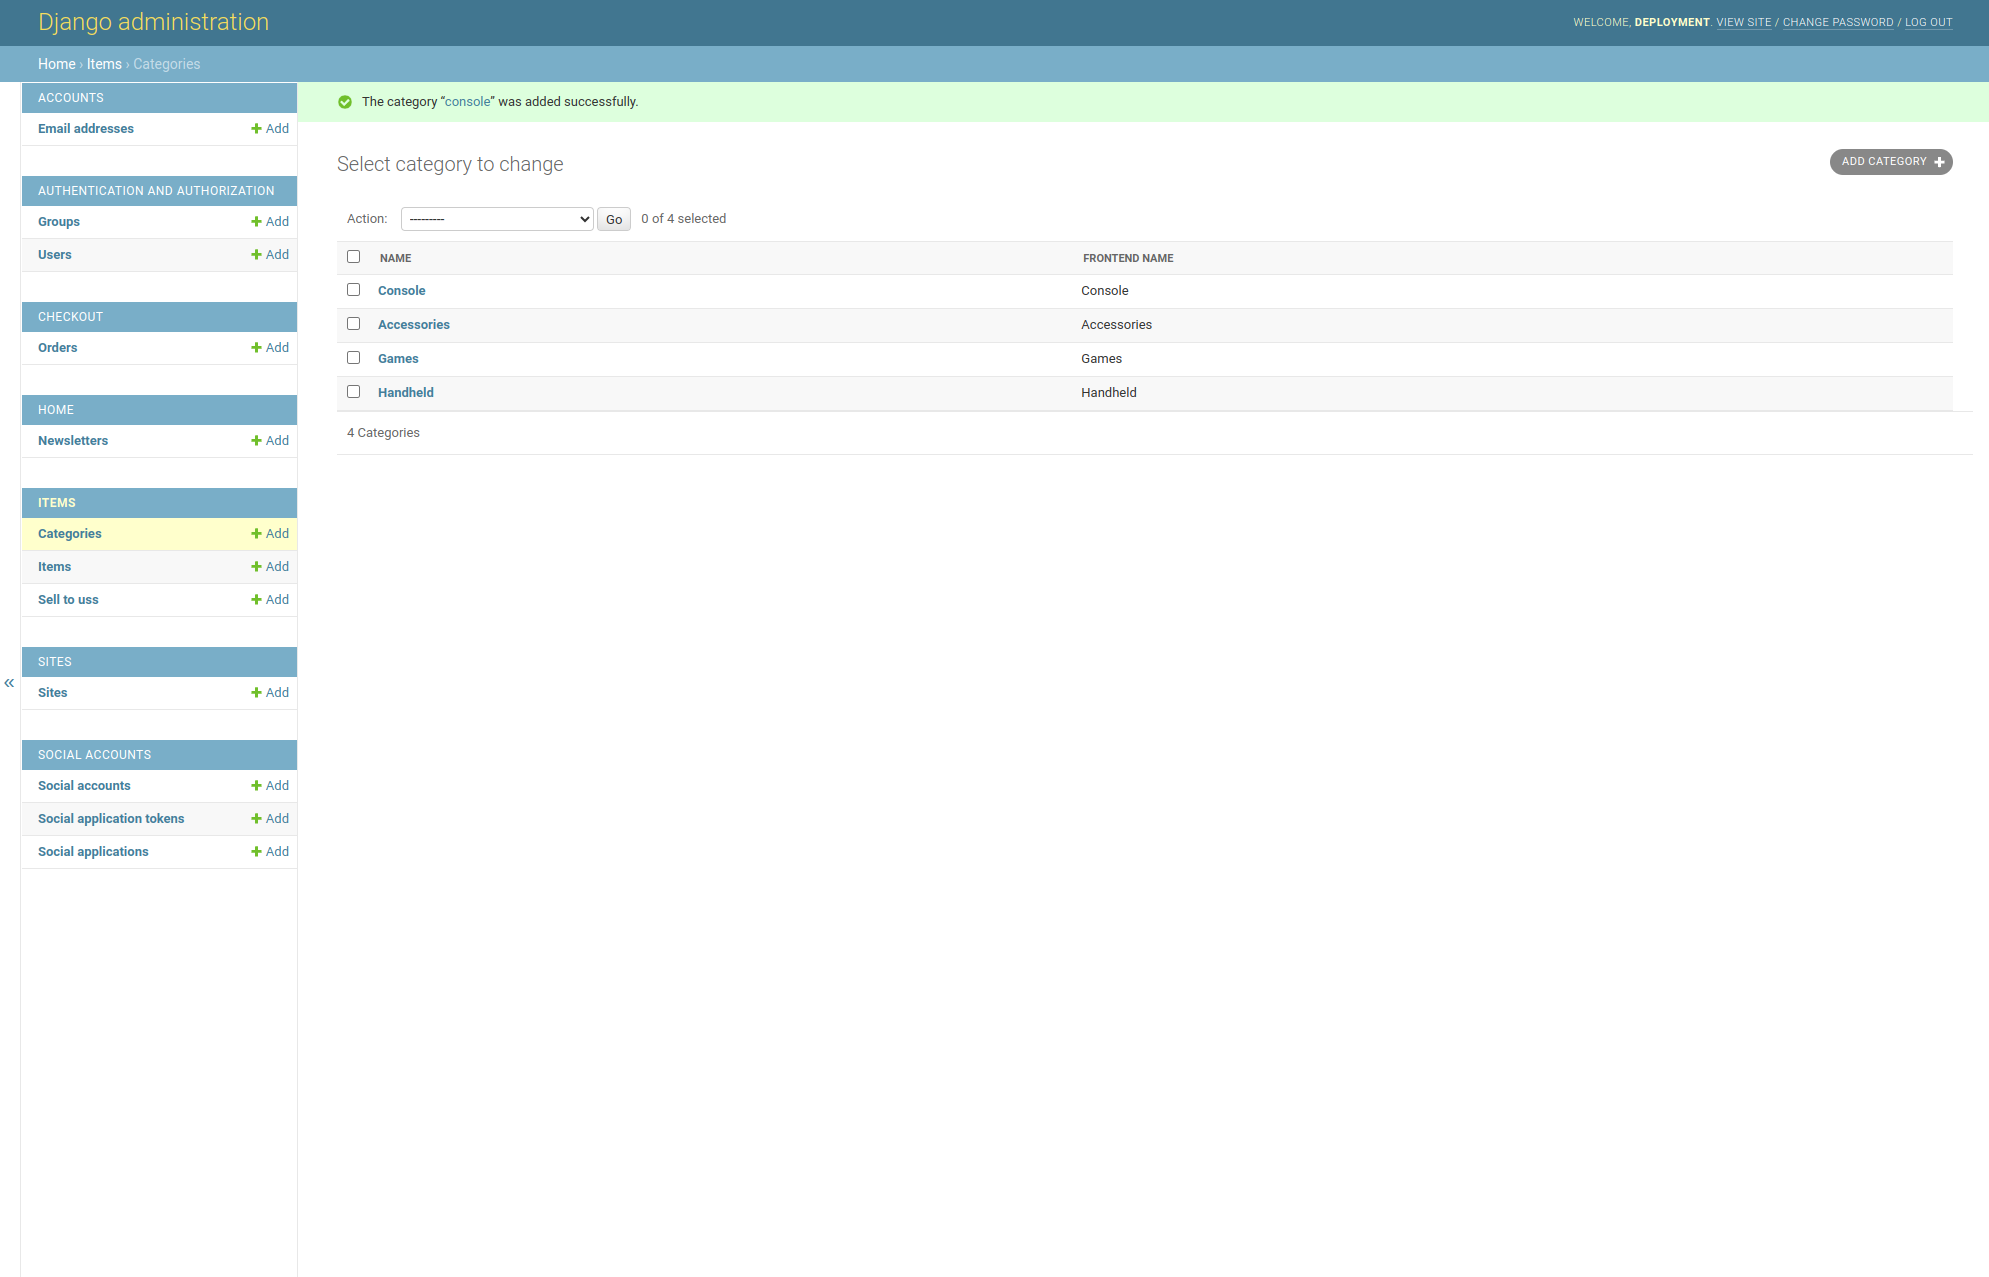 Django administration
WELCOME, DEPLOYMENT. VIEW SITE / CHANGE PASSWORD / LOG OUT
Home › Items › Categories
ACCOUNTS
Email addresses Add
AUTHENTICATION AND AUTHORIZATION
Groups Add
Users Add
CHECKOUT
Orders Add
HOME
Newsletters Add
ITEMS
Categories Add
Items Add
Sell to uss Add
SITES
Sites Add
SOCIAL ACCOUNTS
Social accounts Add
Social application tokens Add
Social applications Add
«
The category “console” was added successfully.
Select category to change
ADD CATEGORY
Action: --------- Go 0 of 4 selected
NAME FRONTEND NAME
Console Console
Accessories Accessories
Games Games
Handheld Handheld
4 Categories